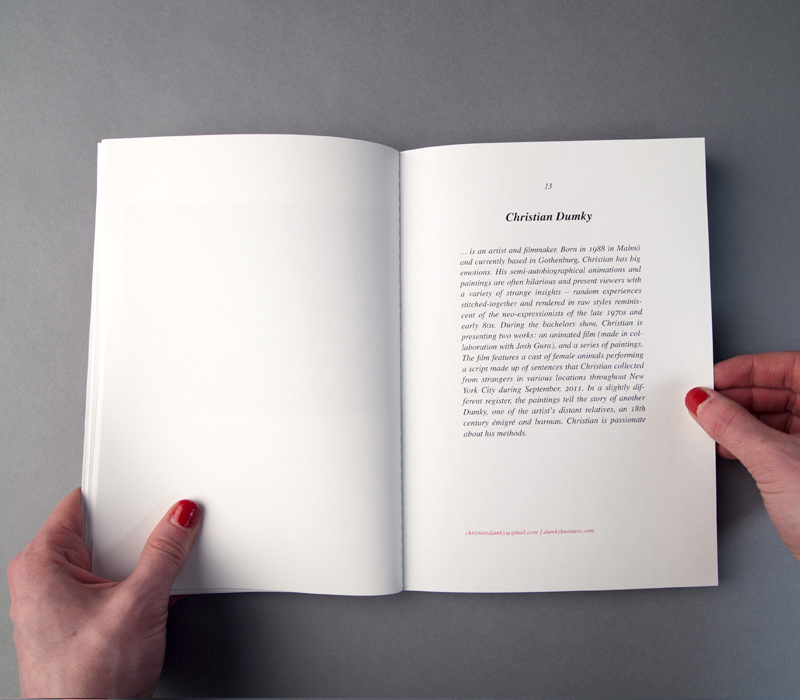 13
Christian Dumky
... is an artist and filmmaker. Born in 1988 in Malmö
and currently based in Gothenburg, Christian has big
emotions. His semi-autobiographical animations and
paintings are often hilarious and present viewers with
a variety of strange insights – random experiences
stitched-together and rendered in raw styles reminis-
cent of the neo-expressionists of the late 1970s and
early 80s. During the bachelors show, Christian is
presenting two works: an animated film (made in col-
laboration with Josh Gura), and a series of paintings.
The film features a cast of female animals performing
a script made up of sentences that Christian collected
from strangers in various locations throughout New
York City during September, 2011. In a slightly dif-
ferent register, the paintings tell the story of another
Dumky, one of the artist's distant relatives, an 18th
century émigré and barman. Christian is passionate
about his methods.
christiandumky@gmail.com | dumkybusiness.com